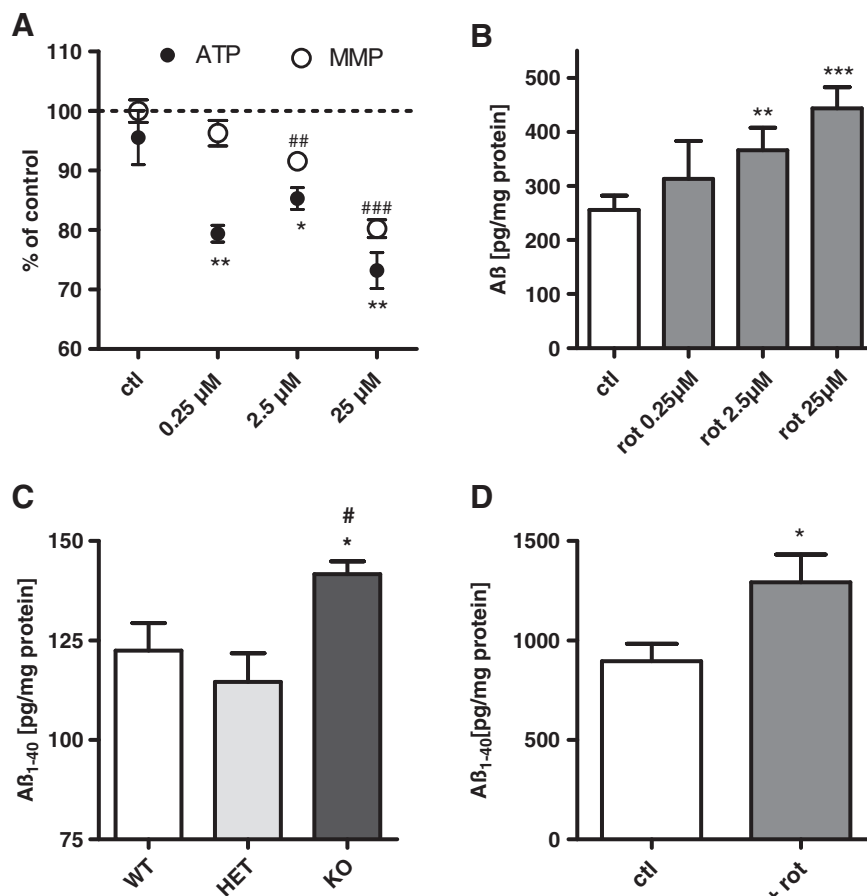 A
ATP
MMP
110
100
90
80
70
60
% of control
##
###
**
*
**
ctl
0.25 µM
2.5 µM
25 µM
B
500
400
300
200
100
0
Aß [pg/mg protein]
**
***
ctl
rot 0.25µM
rot 2.5µM
rot 25µM
C
150
125
100
75
Aß1-40 [pg/mg protein]
#
*
WT
HET
KO
D
1500
1000
500
0
Aß1-40[pg/mg protein]
*
ctl
+ rot